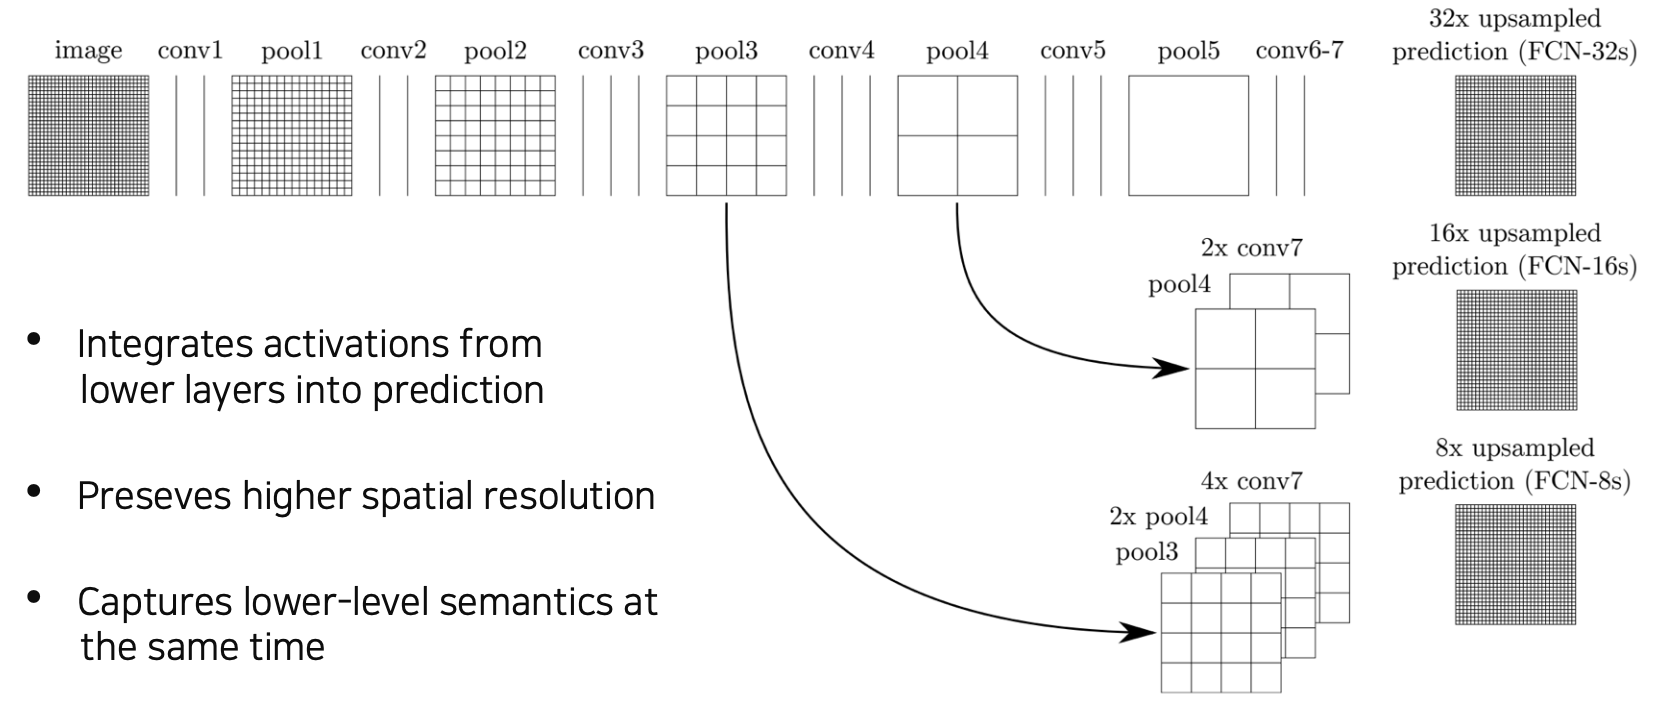 image conv1 pool1 conv2 pool2 conv3 pool3 conv4 pool4 conv5 pool5 conv6-7
32x upsampled
prediction (FCN-32s)
16x upsampled
prediction (FCN-16s)
2x conv7
pool4
8x upsampled
prediction (FCN-8s)
4x conv7
2x pool4
pool3
• Integrates activations from
lower layers into prediction
• Preseves higher spatial resolution
• Captures lower-level semantics at
the same time